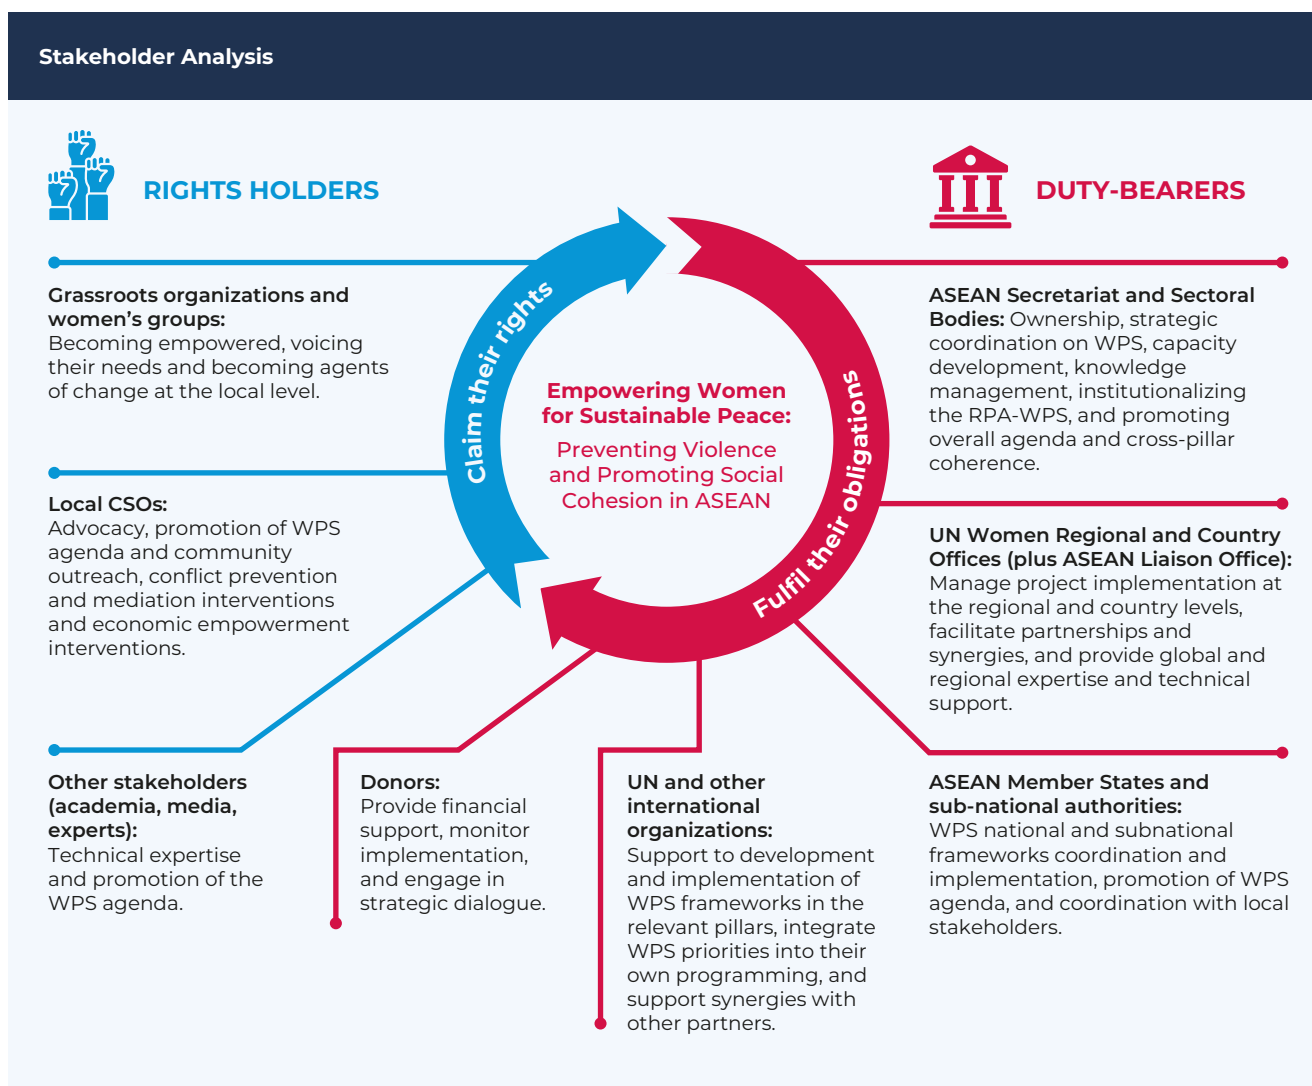 Stakeholder Analysis
RIGHTS HOLDERS
Grassroots organizations and
women’s groups:
Becoming empowered, voicing
their needs and becoming agents
of change at the local level.
Local CSOs:
Advocacy, promotion of WPS
agenda and community
outreach, conflict prevention
and mediation interventions
and economic empowerment
interventions.
Other stakeholders
(academia, media,
experts):
Technical expertise
and promotion of the
WPS agenda.
Claim their rights
Empowering Women
for Sustainable Peace:
Preventing Violence
and Promoting Social
Cohesion in ASEAN
Fulfil their obligations
Donors:
Provide financial
support, monitor
implementation,
and engage in
strategic dialogue.
UN and other
international
organizations:
Support to development
and implementation of
WPS frameworks in the
relevant pillars, integrate
WPS priorities into their
own programming, and
support synergies with
other partners.
DUTY-BEARERS
ASEAN Secretariat and Sectoral
Bodies: Ownership, strategic
coordination on WPS, capacity
development, knowledge
management, institutionalizing
the RPA-WPS, and promoting
overall agenda and cross-pillar
coherence.
UN Women Regional and Country
Offices (plus ASEAN Liaison Office):
Manage project implementation at
the regional and country levels,
facilitate partnerships and
synergies, and provide global and
regional expertise and technical
support.
ASEAN Member States and
sub-national authorities:
WPS national and subnational
frameworks coordination and
implementation, promotion of WPS
agenda, and coordination with local
stakeholders.